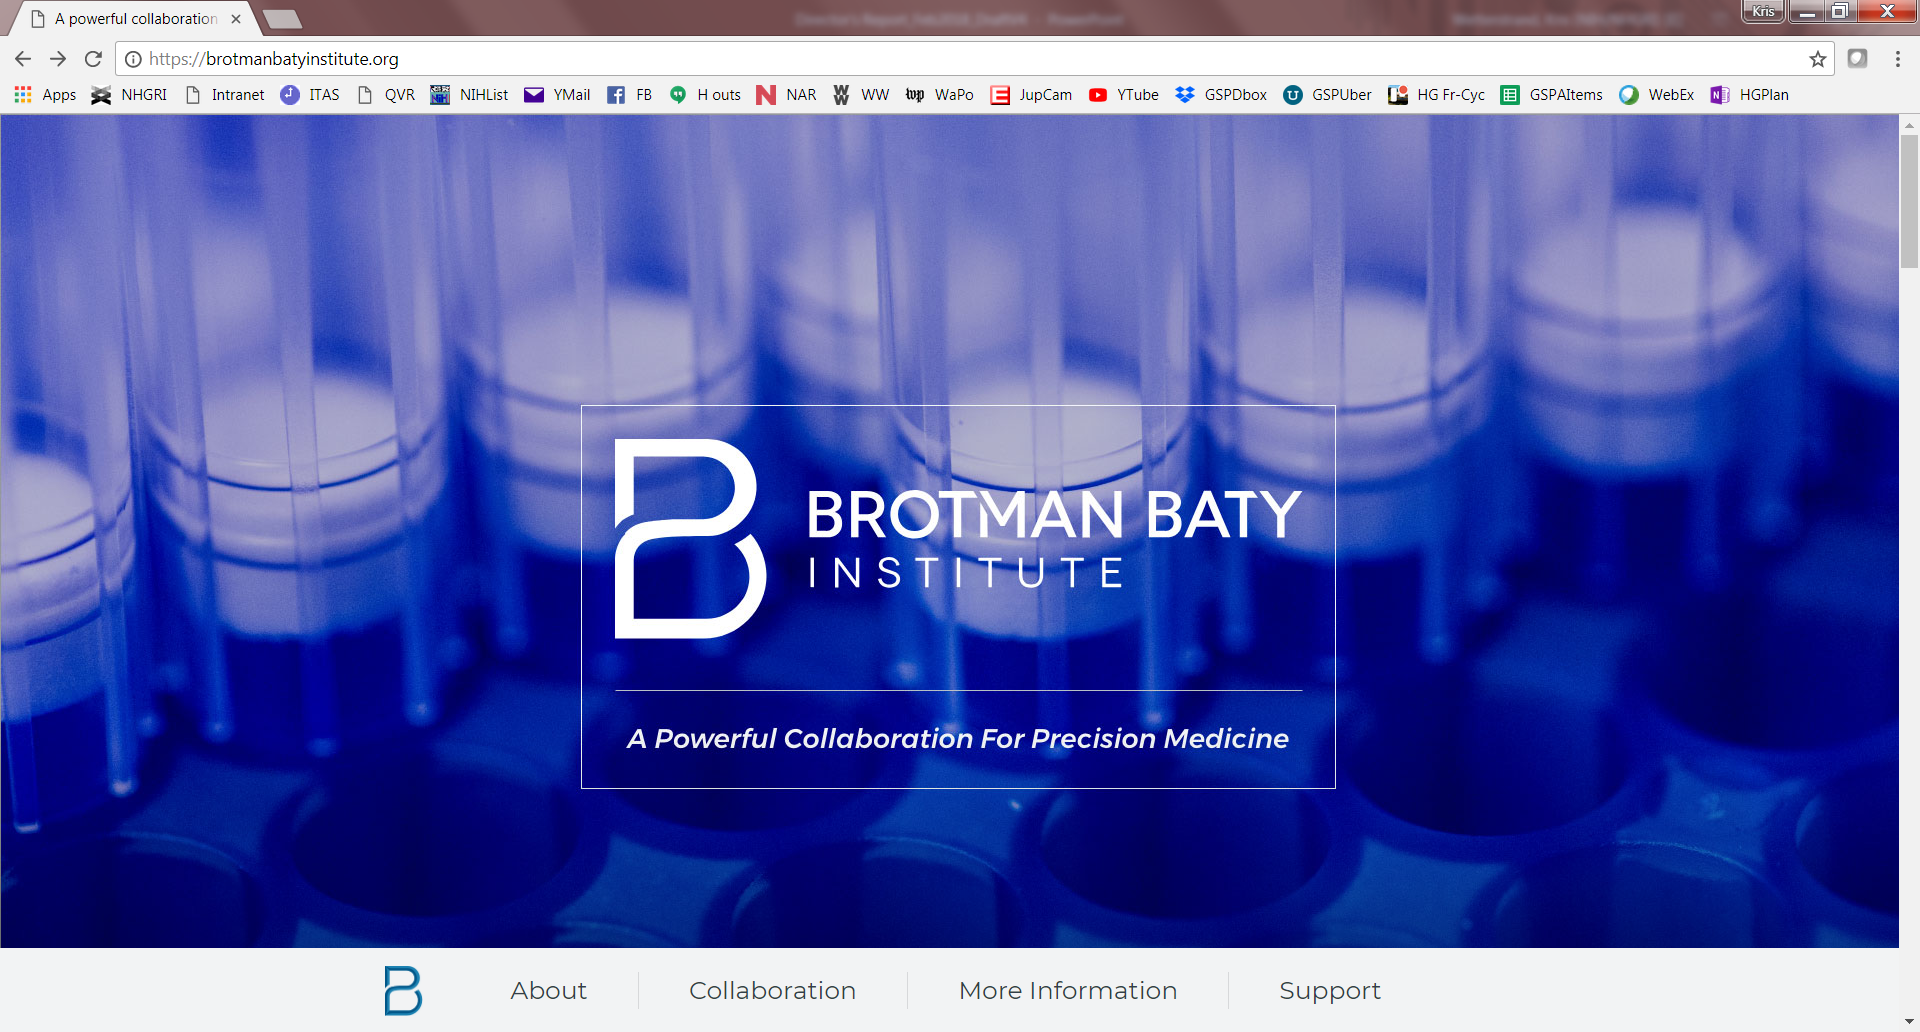 A powerful collaboration
Kris
https://brotmanbatyinstitute.org
Apps NHGRI Intranet ITAS QVR NIHList YMail FB H outs NAR WW wp WaPo JupCam YTube GSPDbox GSPUber HG Fr-Cyc GSPAItems WebEx HGPlan
BROTMAN BATY
INSTITUTE
A Powerful Collaboration For Precision Medicine
About Collaboration More Information Support